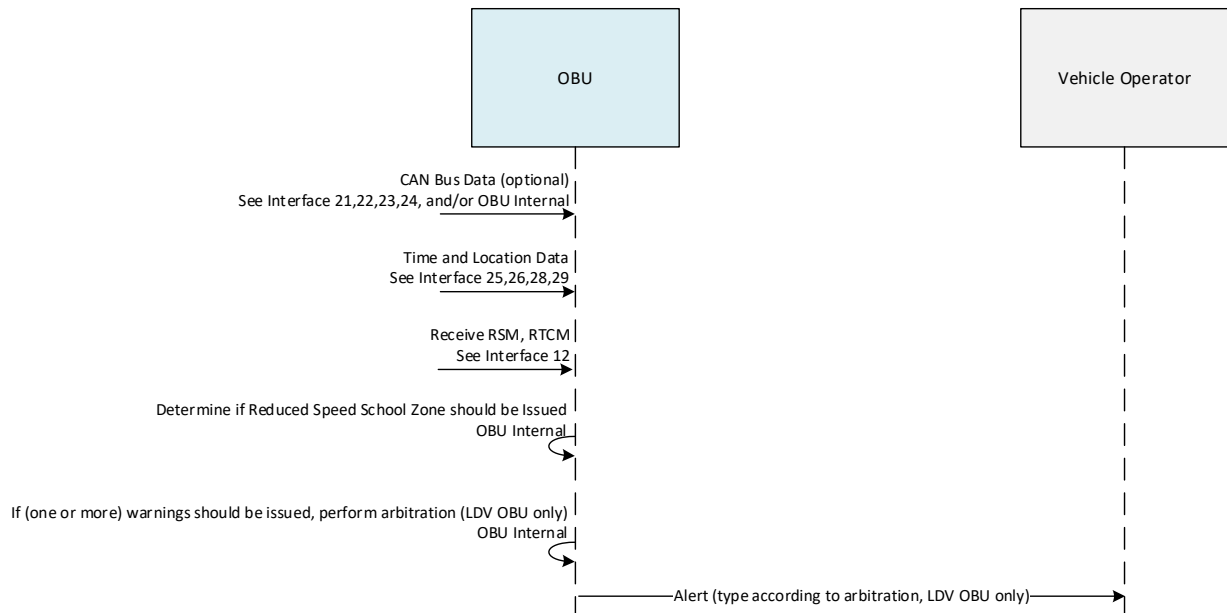 OBU
Vehicle Operator
CAN Bus Data (optional)
See Interface 21,22,23,24, and/or OBU Internal
Time and Location Data
See Interface 25,26,28,29
Receive RSM, RTCM
See Interface 12
Determine if Reduced Speed School Zone should be Issued
OBU Internal
If (one or more) warnings should be issued, perform arbitration (LDV OBU only)
OBU Internal
Alert (type according to arbitration, LDV OBU only)